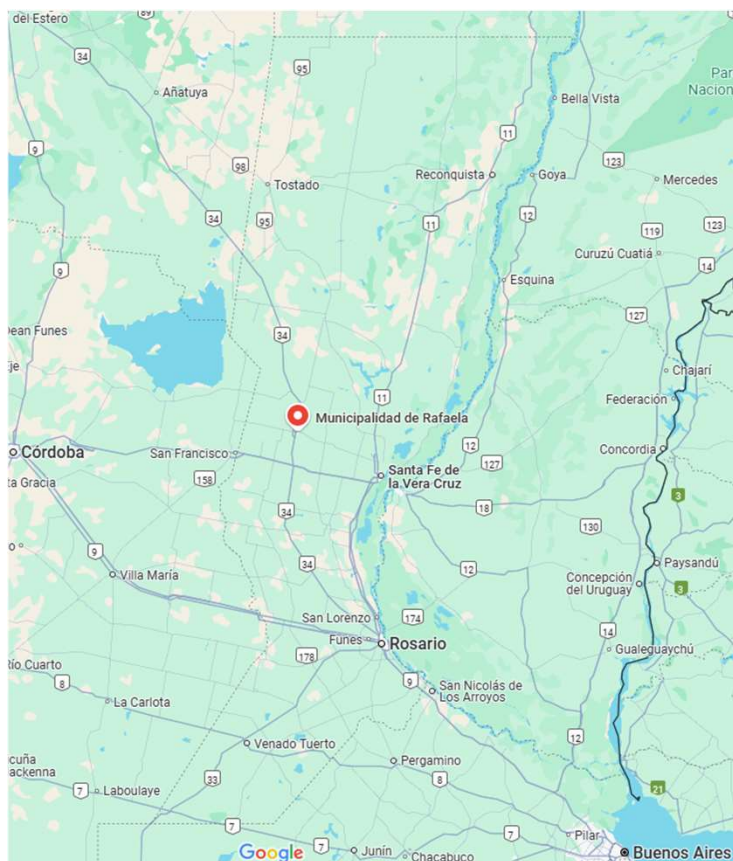 del Estero
89
34
95
Añatuya
Par
Nacion
Bella Vista
9
11
98
Reconquista
Goya
123
Mercedes
Tostado
34
95
12
11
119
123
Curuzú Cuatiá
14
9
Esquina
127
Dean Funes
34
Chajarí
eje
11
Federación
Municipalidad de Rafaela
Córdoba
San Francisco
12
Concordia
127
Santa Fe de
la Vera Cruz
ta Gracia
158
3
18
34
130
9
34
12
Paysandú
Villa María
Concepción
del Uruguay
3
San Lorenzo
174
14
Funes
Rosario
178
Gualeguaychú
Río Cuarto
8
9
San Nicolás de
Los Arroyos
La Carlota
12
Venado Tuerto
Pergamino
cuña
ackenna
7
33
8
Laboulaye
21
7
7
7
Pilar
Google
Junín
Chacabuco
Buenos Aires